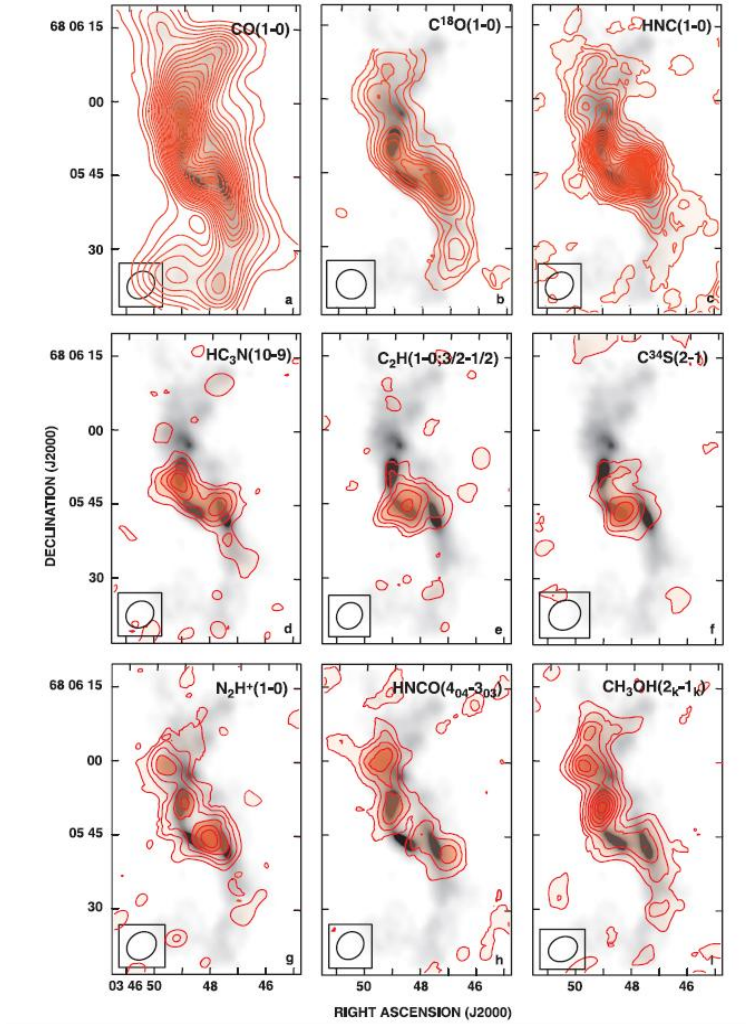 68 06 15
CO(1-0)
C¹⁸O(1-0)
HNC(1-0)
00
05 45
30
a
b
c
68 06 15
HC₃N(10-9)
C₂H(1-0;3/2-1/2)
C³⁴S(2-1)
00
DECLINATION (J2000)
05 45
30
d
e
f
68 06 15
N₂H⁺(1-0)
HNCO(4₀₄-3₀₃)
CH₃OH(2ₖ-1ₖ)
00
05 45
30
g
h
i
03 46 50 48 46
50 48 46
50 48 46
RIGHT ASCENSION (J2000)